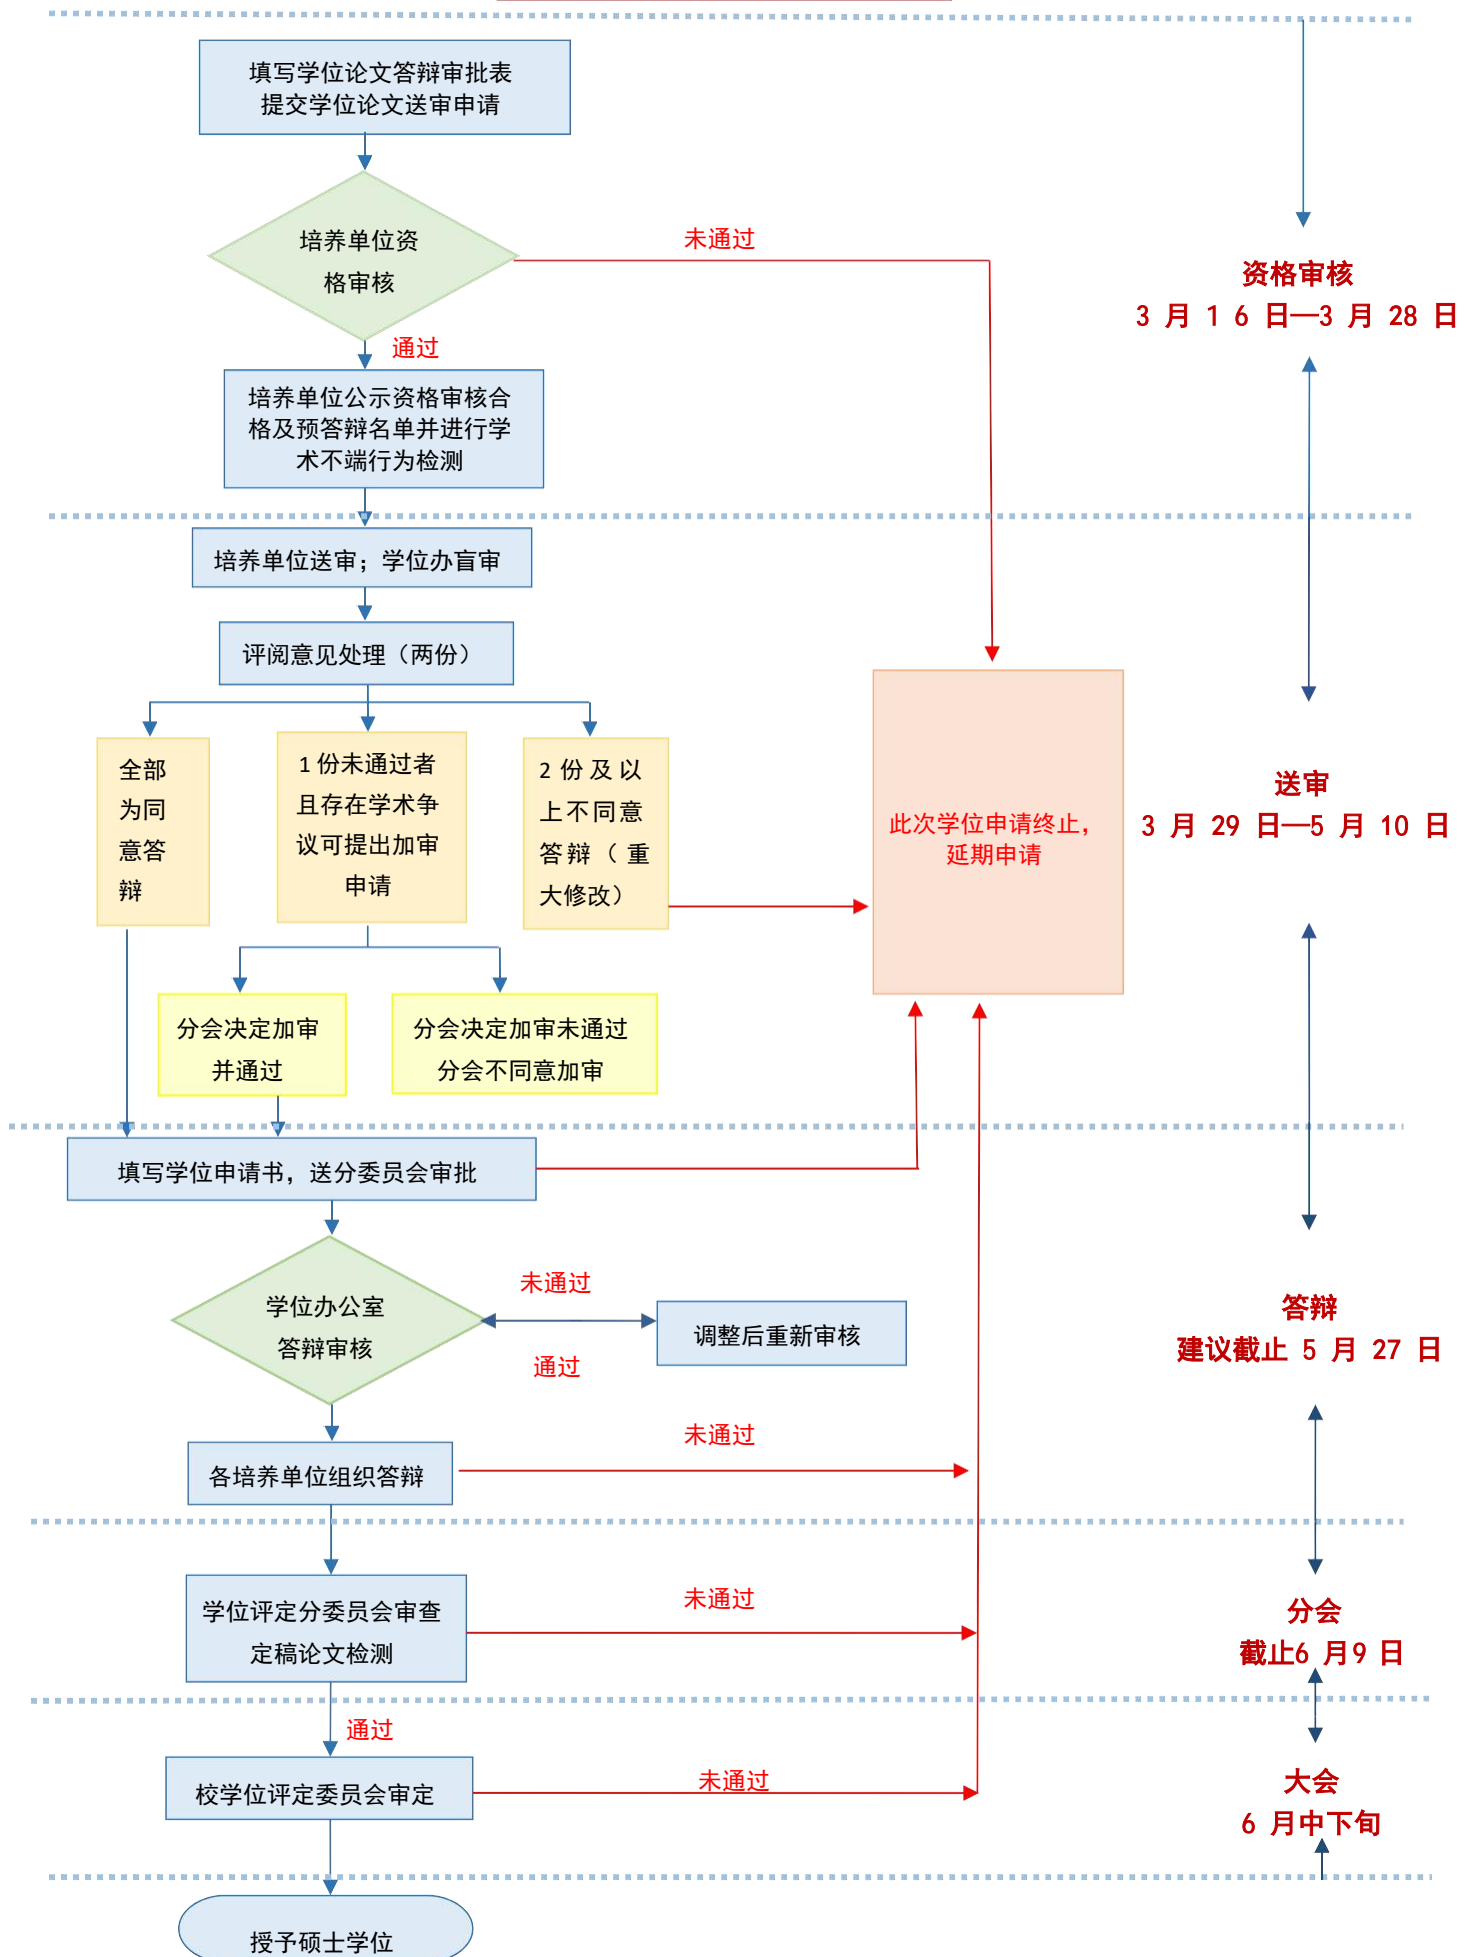 填写学位论文答辩审批表
提交学位论文送审申请
培养单位资
格审核
未通过
通过
资格审核
3 月 1 6 日—3 月 28 日
培养单位公示资格审核合
格及预答辩名单并进行学
术不端行为检测
培养单位送审；学位办盲审
评阅意见处理（两份）
全部
为同
意答
辩
1 份未通过者
且存在学术争
议可提出加审
申请
2 份及以
上不同意
答辩（重
大修改）
此次学位申请终止，
延期申请
送审
3 月 29 日—5 月 10 日
分会决定加审
并通过
分会决定加审未通过
分会不同意加审
填写学位申请书，送分委员会审批
学位办公室
答辩审核
未通过
通过
调整后重新审核
答辩
建议截止 5 月 27 日
各培养单位组织答辩
未通过
学位评定分委员会审查
定稿论文检测
未通过
分会
截止6 月9 日
通过
校学位评定委员会审定
未通过
大会
6 月中下旬
授予硕士学位